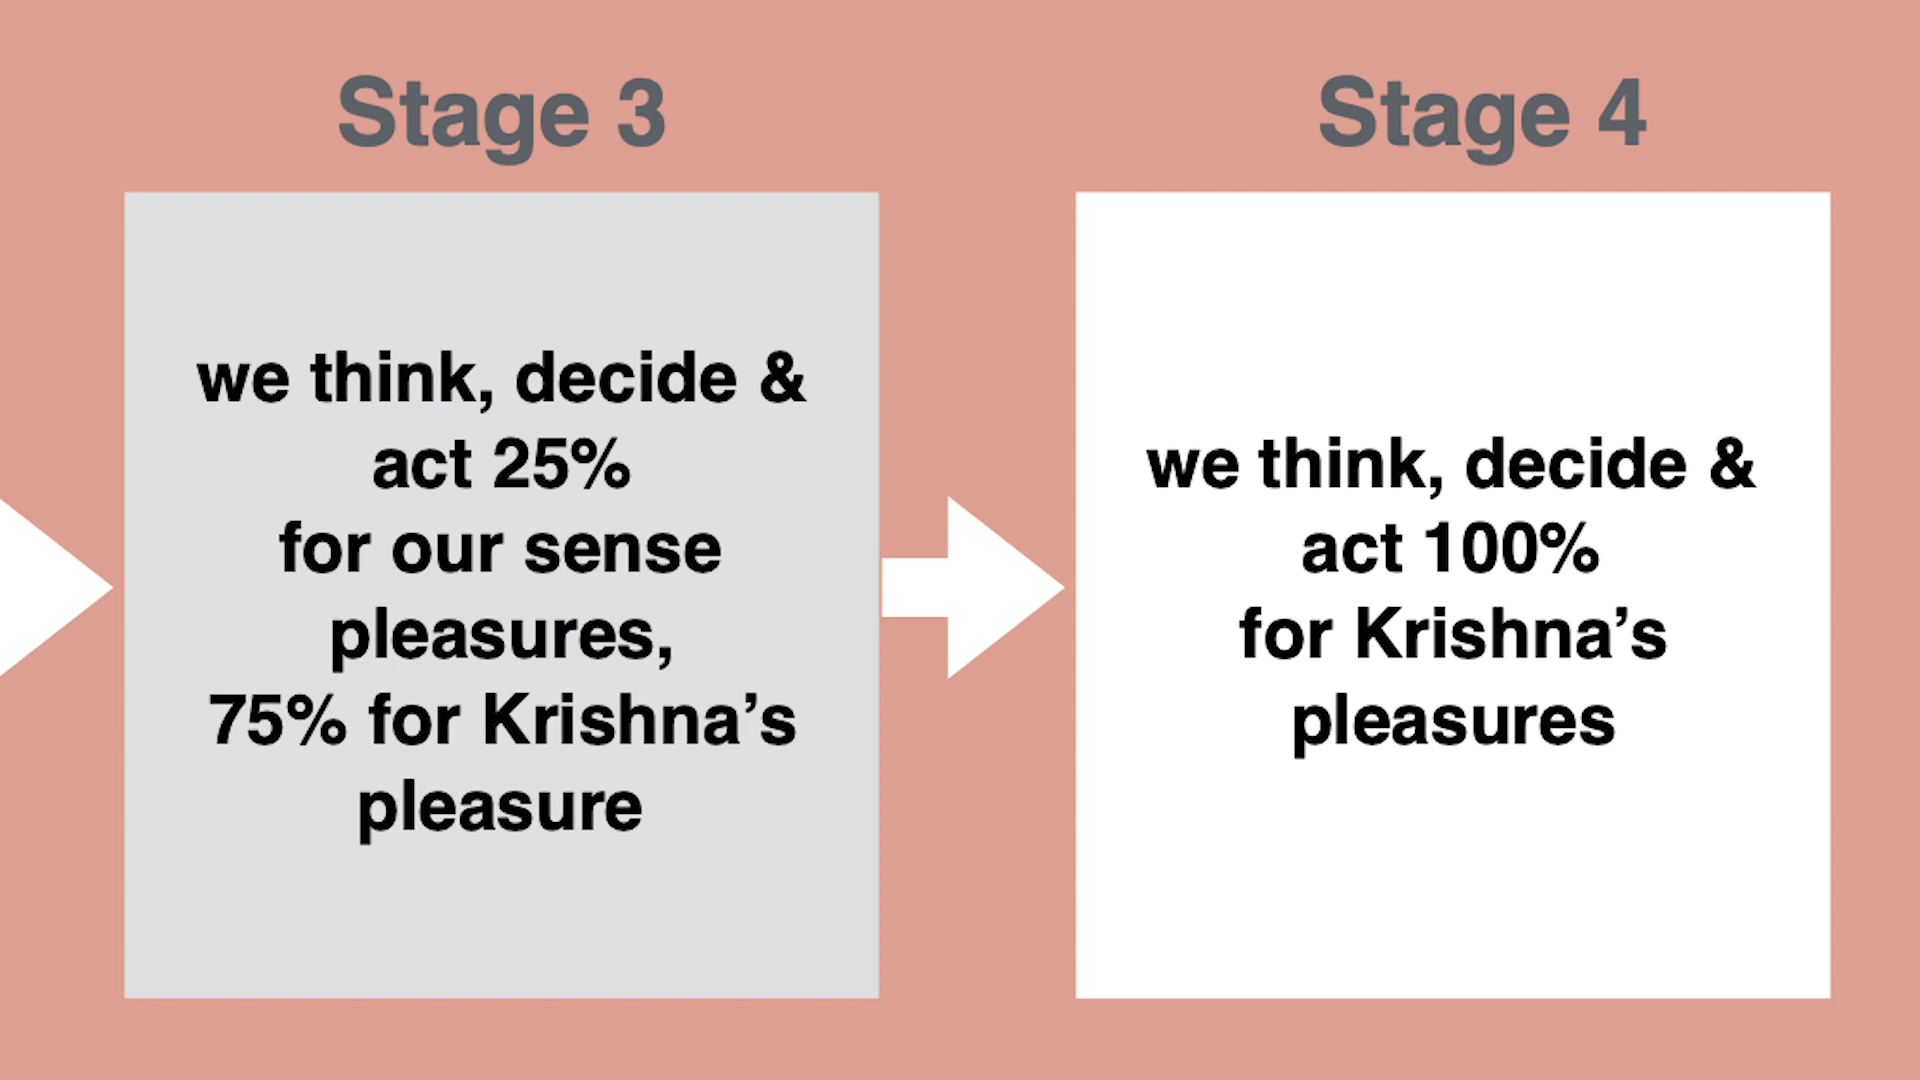 Stage 3
we think, decide &
act 25%
for our sense
pleasures,
75% for Krishna’s
pleasure
Stage 4
we think, decide &
act 100%
for Krishna’s
pleasures